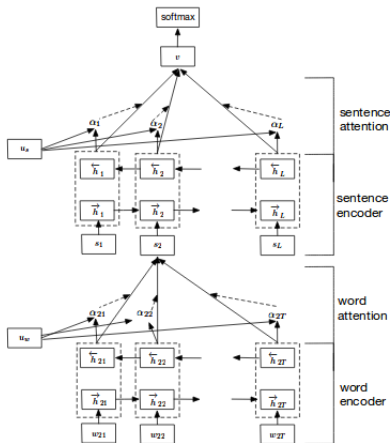 softmax
v
α1 α2 αL
sentence
attention
us
←h1 ←h2 ←hL
→h1 →h2 →hL
sentence
encoder
s1 s2 sL
word
attention
α21 α22 α2T
uw
←h21 ←h22 ←h2T
→h21 →h22 →h2T
word
encoder
w21 w22 w2T